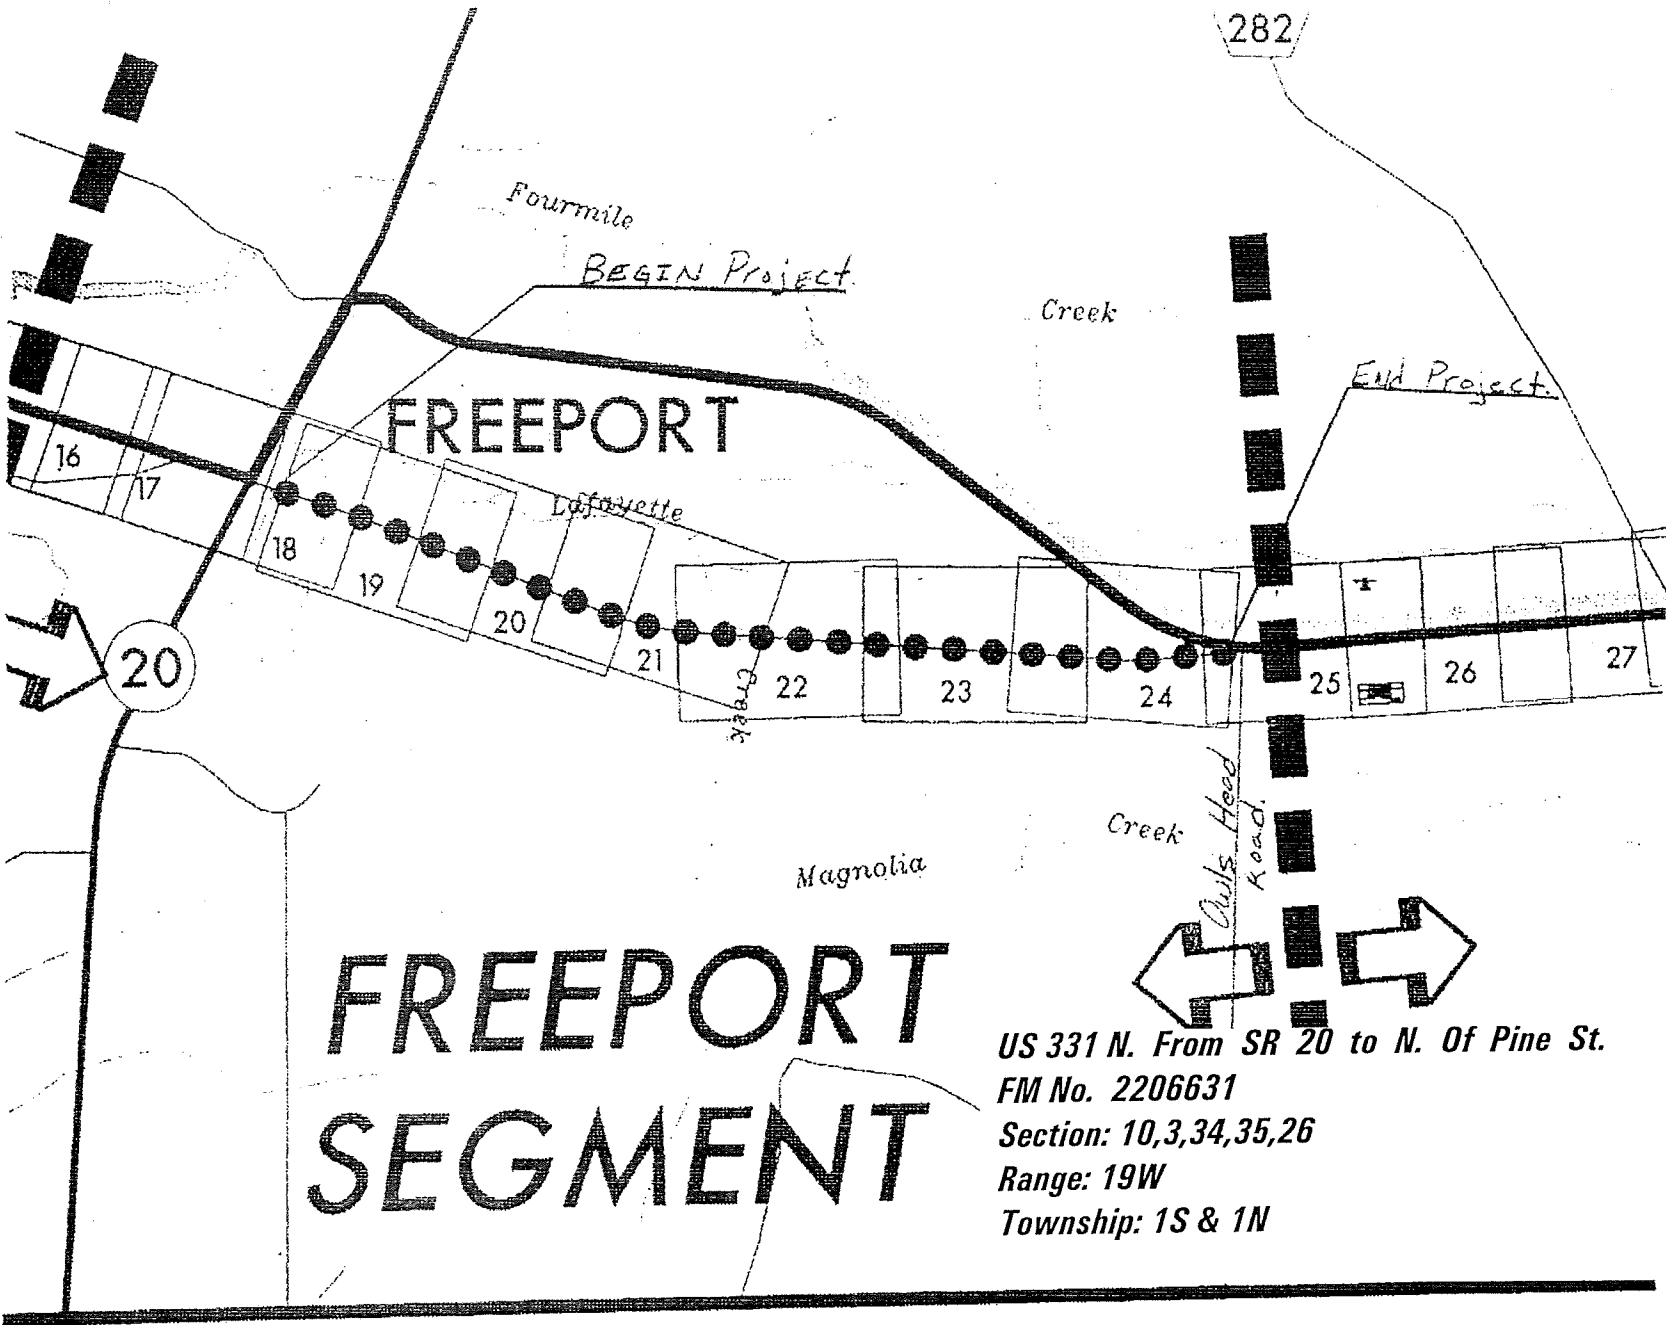 282
Fourmile
BEGIN Project
Creek
End Project.
FREEPORT
16
17
Lafayette
18
19
20
21
20
Creek
22
23
24
25
26
27
Owls Head
Road.
Creek
Magnolia
FREEPORT
SEGMENT
US 331 N. From SR 20 to N. Of Pine St.
FM No. 2206631
Section: 10,3,34,35,26
Range: 19W
Township: 1S & 1N